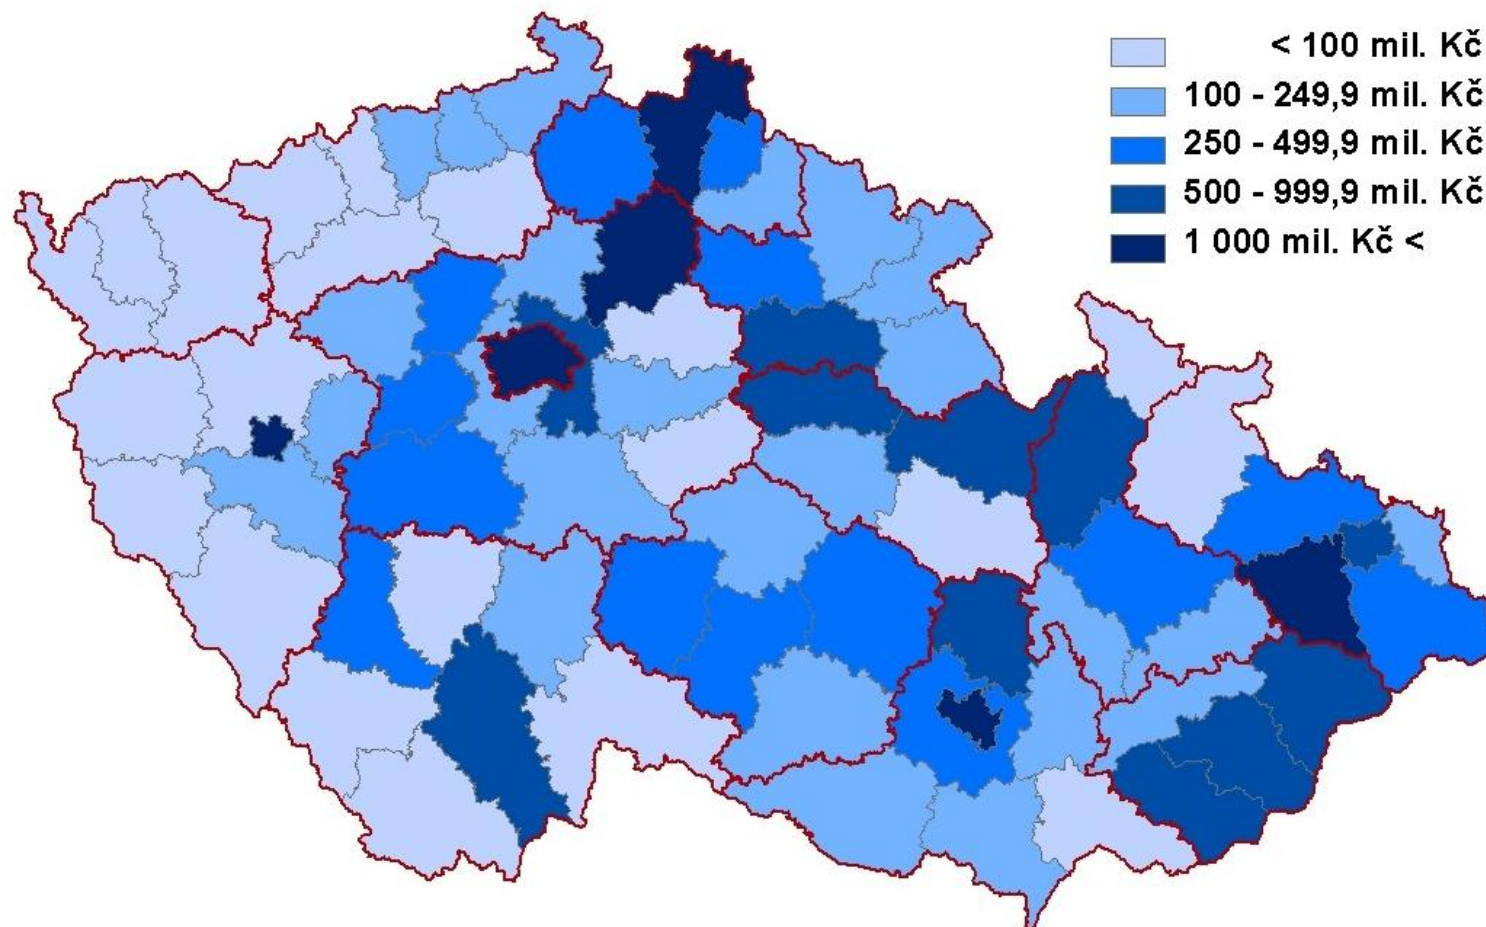 < 100 mil. Kč
100 - 249,9 mil. Kč
250 - 499,9 mil. Kč
500 - 999,9 mil. Kč
1 000 mil. Kč <